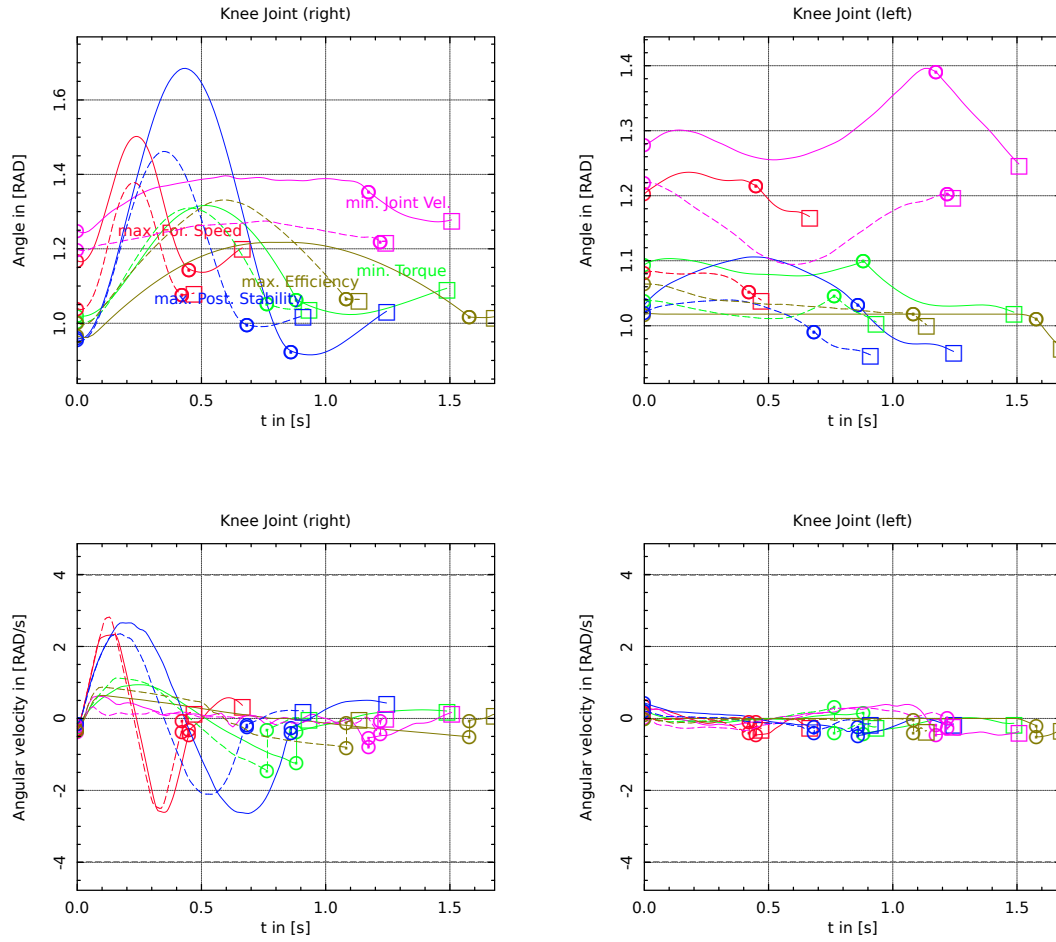 Knee Joint (right)
Angle in [RAD]
1.6
1.4
1.2
1.0
min. Joint Vel.
max. For. Speed
min. Torque
max. Efficiency
max. Post. Stability
0.0 0.5 1.0 1.5
t in [s]
Knee Joint (left)
Angle in [RAD]
1.4
1.3
1.2
1.1
1.0
0.0 0.5 1.0 1.5
t in [s]
Knee Joint (right)
Angular velocity in [RAD/s]
4
2
0
-2
-4
0.0 0.5 1.0 1.5
t in [s]
Knee Joint (left)
Angular velocity in [RAD/s]
4
2
0
-2
-4
0.0 0.5 1.0 1.5
t in [s]